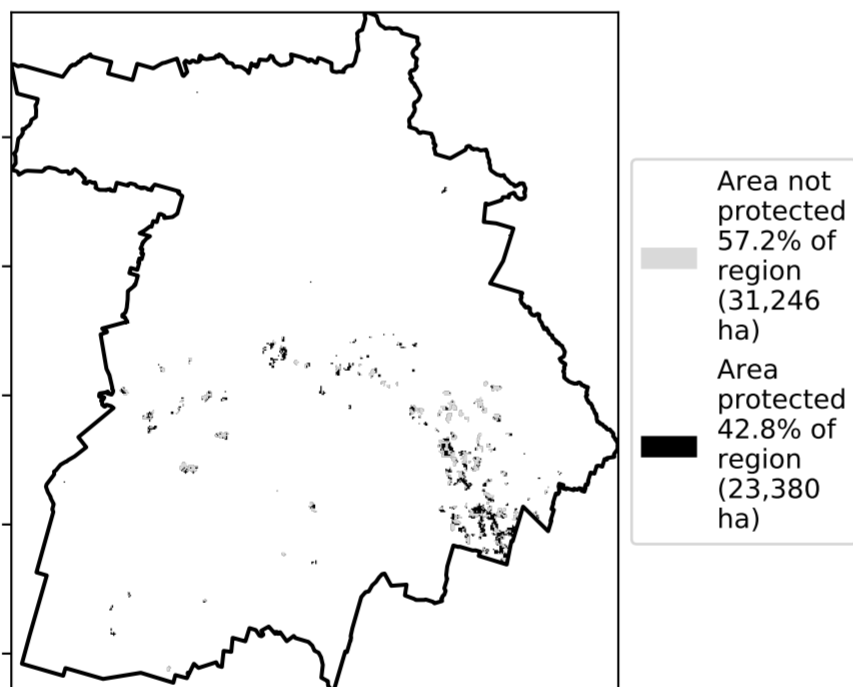 Area not
protected
57.2% of
region
(31,246
ha)
Area
protected
42.8% of
region
(23,380
ha)